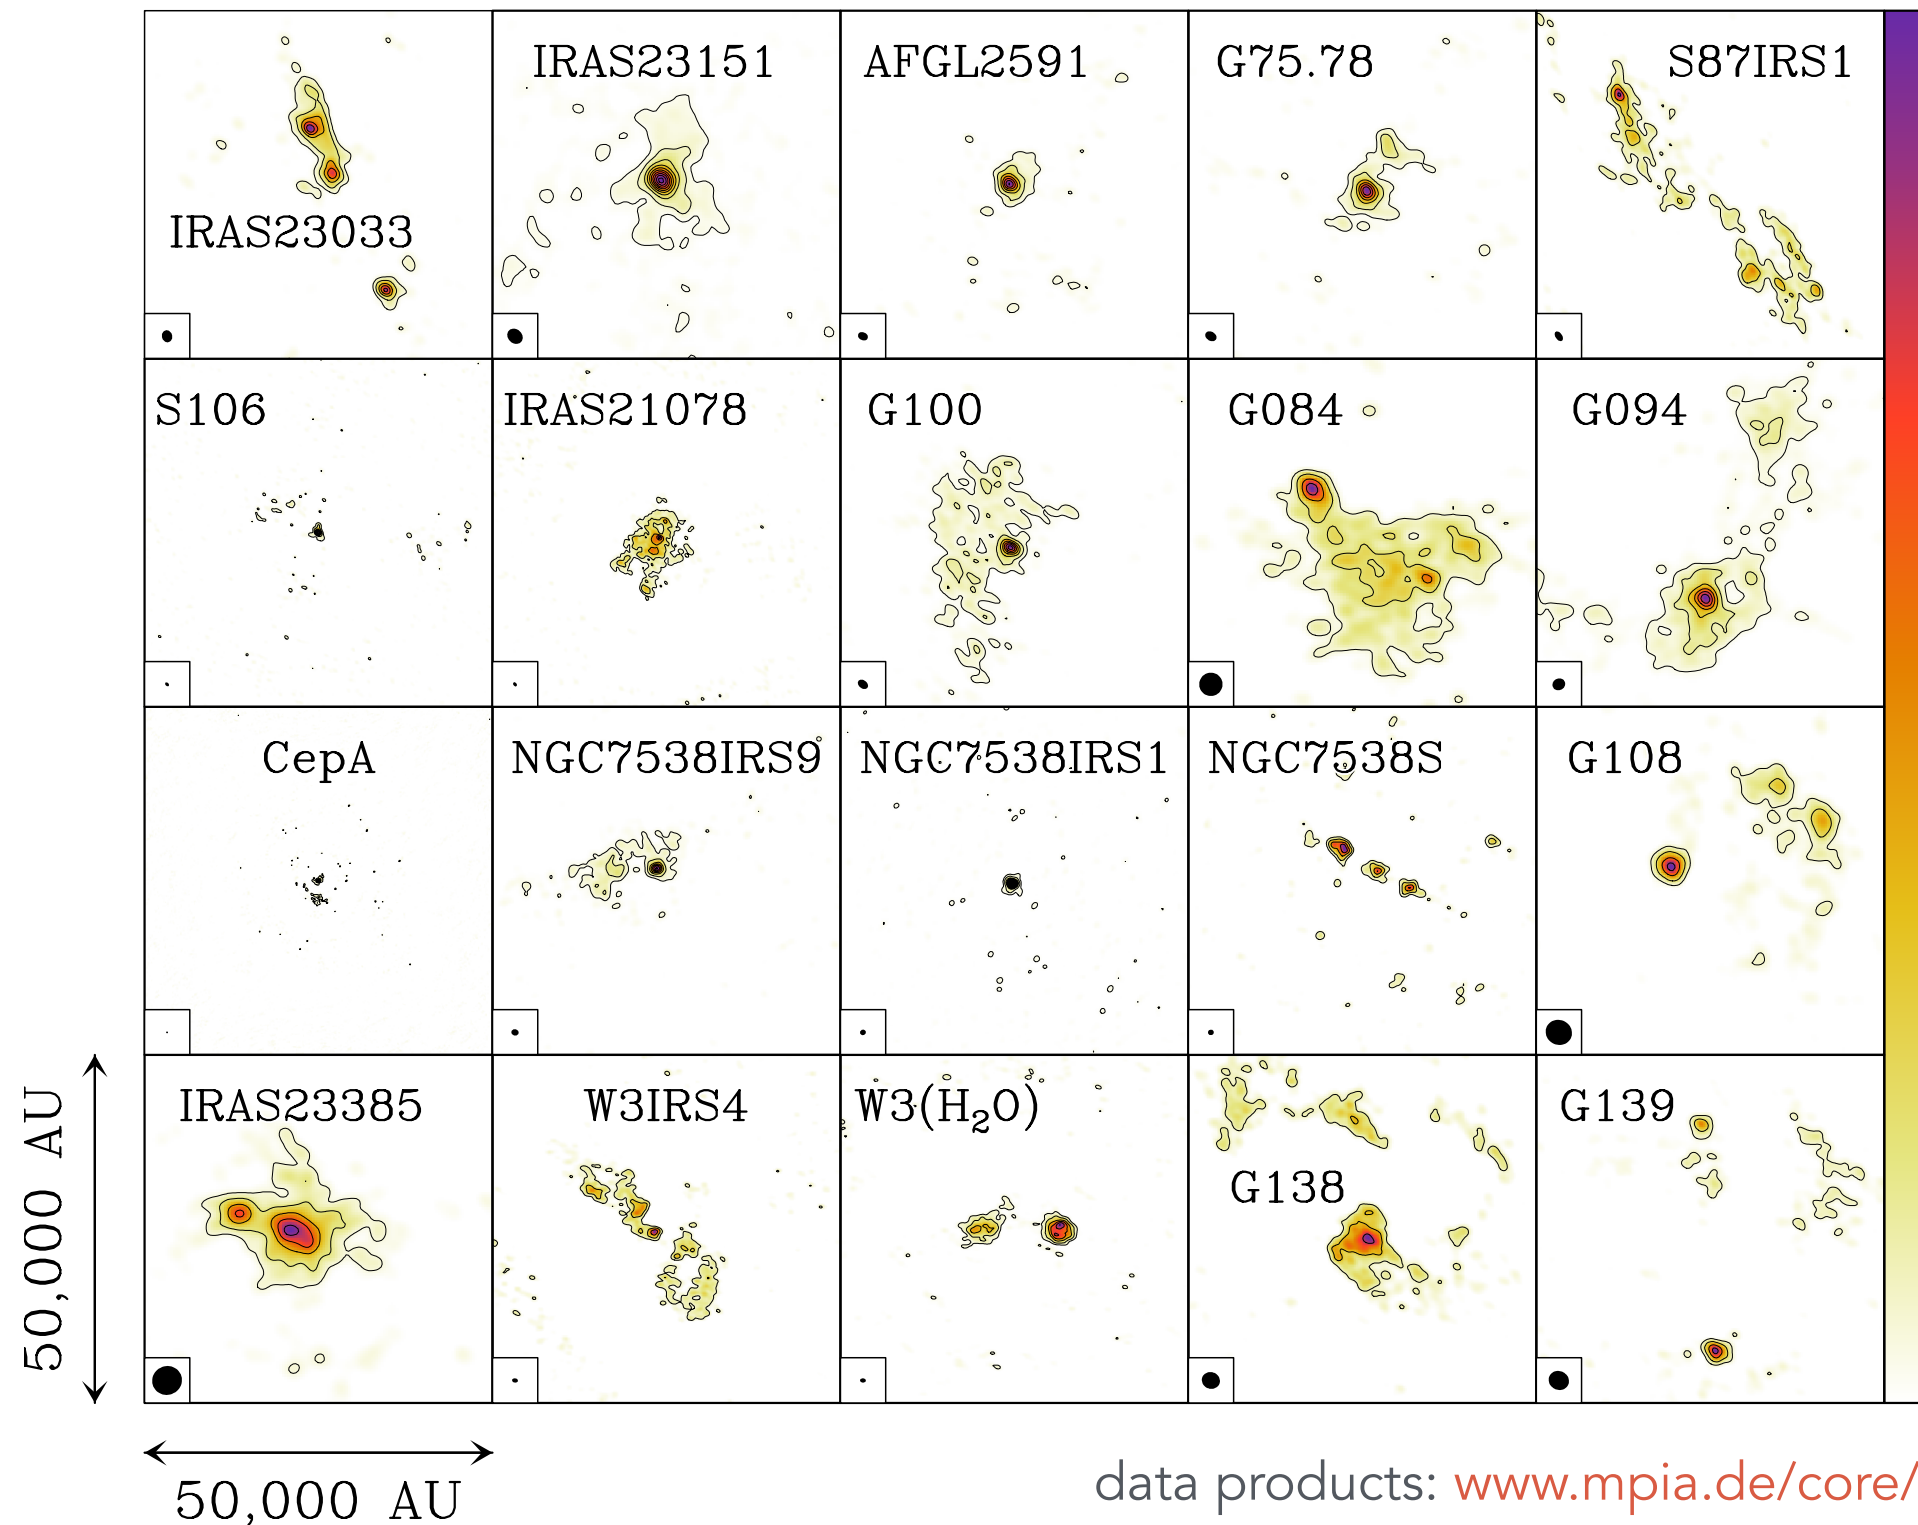 IRAS23033
IRAS23151
AFGL2591
G75.78
S87IRS1
S106
IRAS21078
G100
G084
G094
CepA
NGC7538IRS9
NGC7538IRS1
NGC7538S
G108
IRAS23385
W3IRS4
W3(H₂O)
G138
G139
50,000 AU
50,000 AU
data products: www.mpia.de/core/